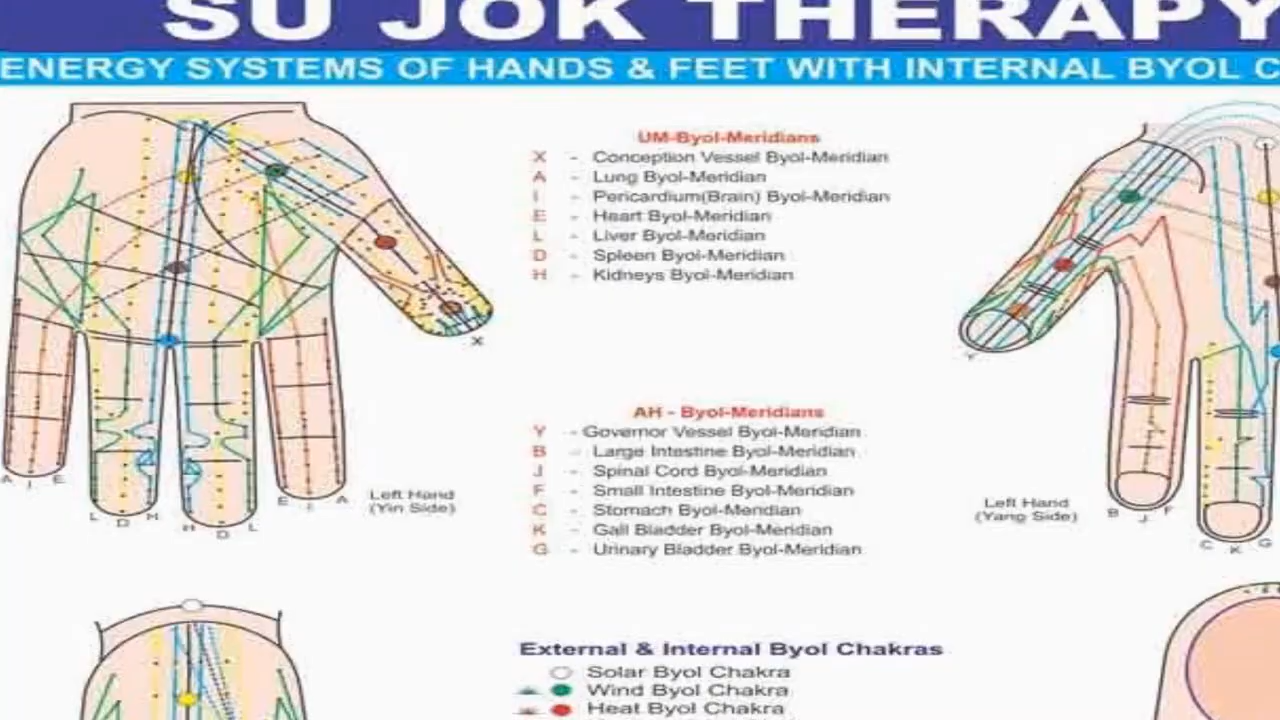 SU JOK THERAPY
ENERGY SYSTEMS OF HANDS & FEET WITH INTERNAL BYOL C
UM-Byol-Meridians
X - Conception Vessel Byol-Meridian
A - Lung Byol-Meridian
I - Pericardium(Brain) Byol-Meridian
E - Heart Byol-Meridian
L - Liver Byol-Meridian
D - Spleen Byol-Meridian
H - Kidneys Byol-Meridian
X
Y
AH - Byol-Meridians
Y - Governor Vessel Byol-Meridian
B - Large Intestine Byol-Meridian
J - Spinal Cord Byol-Meridian
F - Small Intestine Byol-Meridian
C - Stomach Byol-Meridian
K - Gall Bladder Byol-Meridian
G - Urinary Bladder Byol-Meridian
A I E
L D H
H D L
E I A
Left Hand
(Yin Side)
Left Hand
(Yang Side)
B J F
C K G
External & Internal Byol Chakras
Solar Byol Chakra
Wind Byol Chakra
Heat Byol Chakra